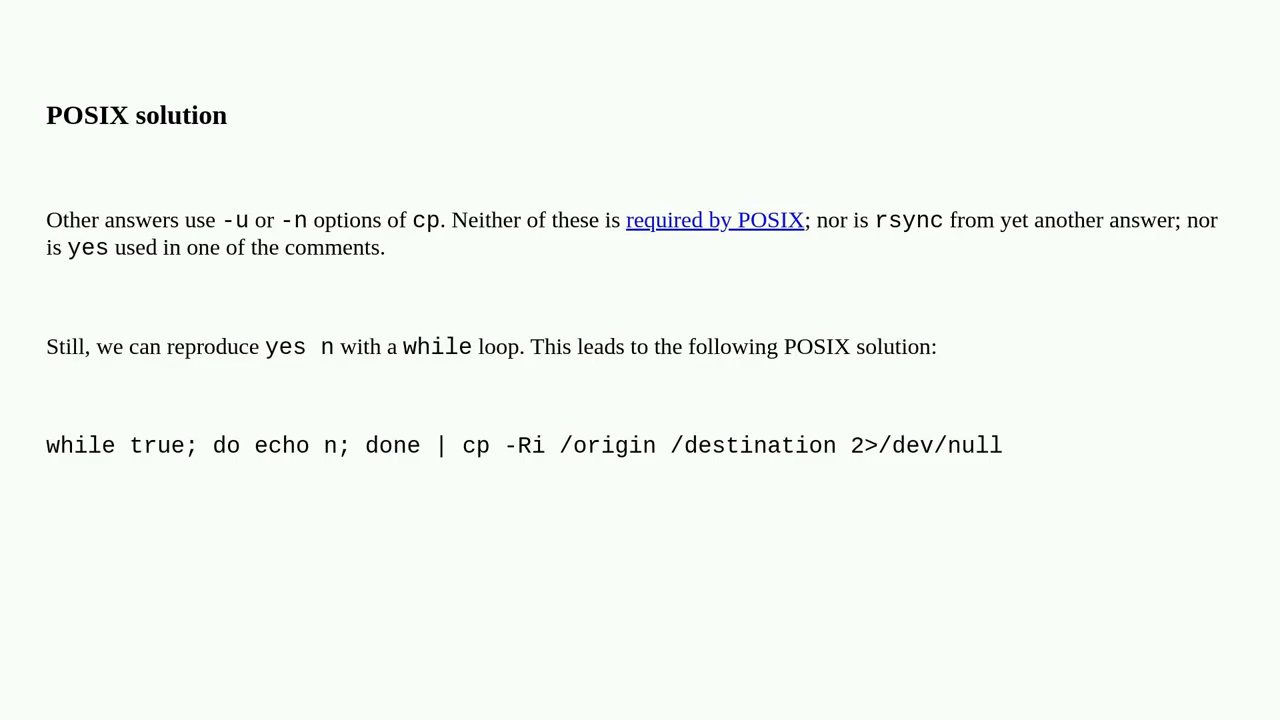 POSIX solution
Other answers use -u or -n options of cp. Neither of these is required by POSIX; nor is rsync from yet another answer; nor
is yes used in one of the comments.
Still, we can reproduce yes n with a while loop. This leads to the following POSIX solution:
while true; do echo n; done | cp -Ri /origin /destination 2>/dev/null